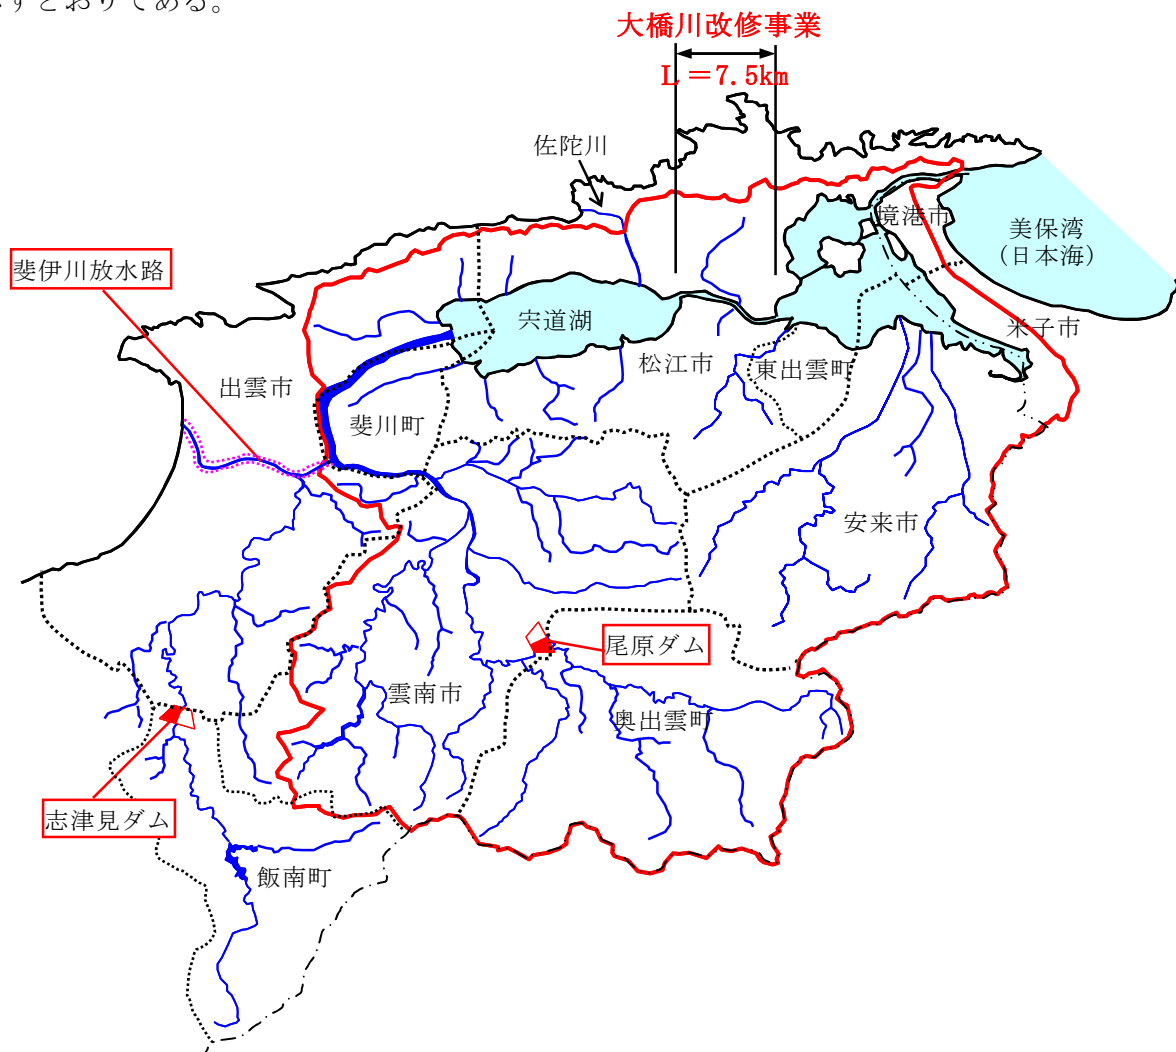 すとおりである。
大橋川改修事業
L=7.5km
佐陀川
境港市
美保湾
(日本海)
斐伊川放水路
宍道湖
米子市
松江市
東出雲町
出雲市
斐川町
安来市
尾原ダム
雲南市
奥出雲町
志津見ダム
飯南町